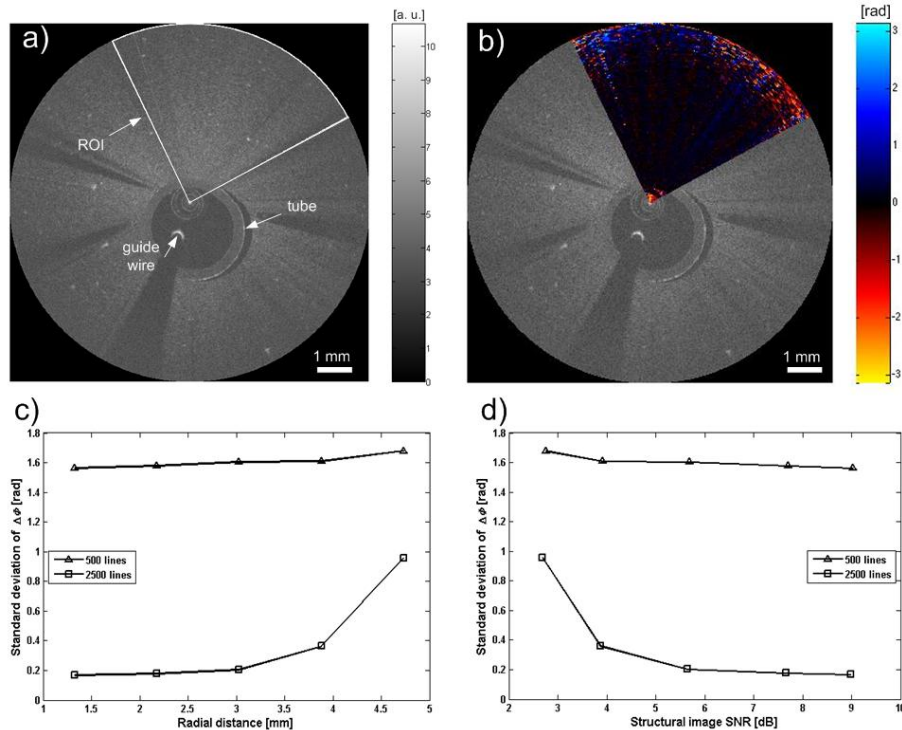 a)
[a. u.]
10
9
8
7
6
5
4
3
2
1
0
ROI
tube
guide
wire
1 mm
b)
[rad]
3
2
1
0
-1
-2
-3
1 mm
c)
Standard deviation of ΔΦ [rad]
1.8
1.6
1.4
1.2
1
0.8
0.6
0.4
0.2
0
500 lines
2500 lines
1
1.5
2
2.5
3
3.5
4
4.5
5
Radial distance [mm]
d)
Standard deviation of ΔΦ [rad]
1.8
1.6
1.4
1.2
1
0.8
0.6
0.4
0.2
0
500 lines
2500 lines
2
3
4
5
6
7
8
9
10
Structural image SNR [dB]